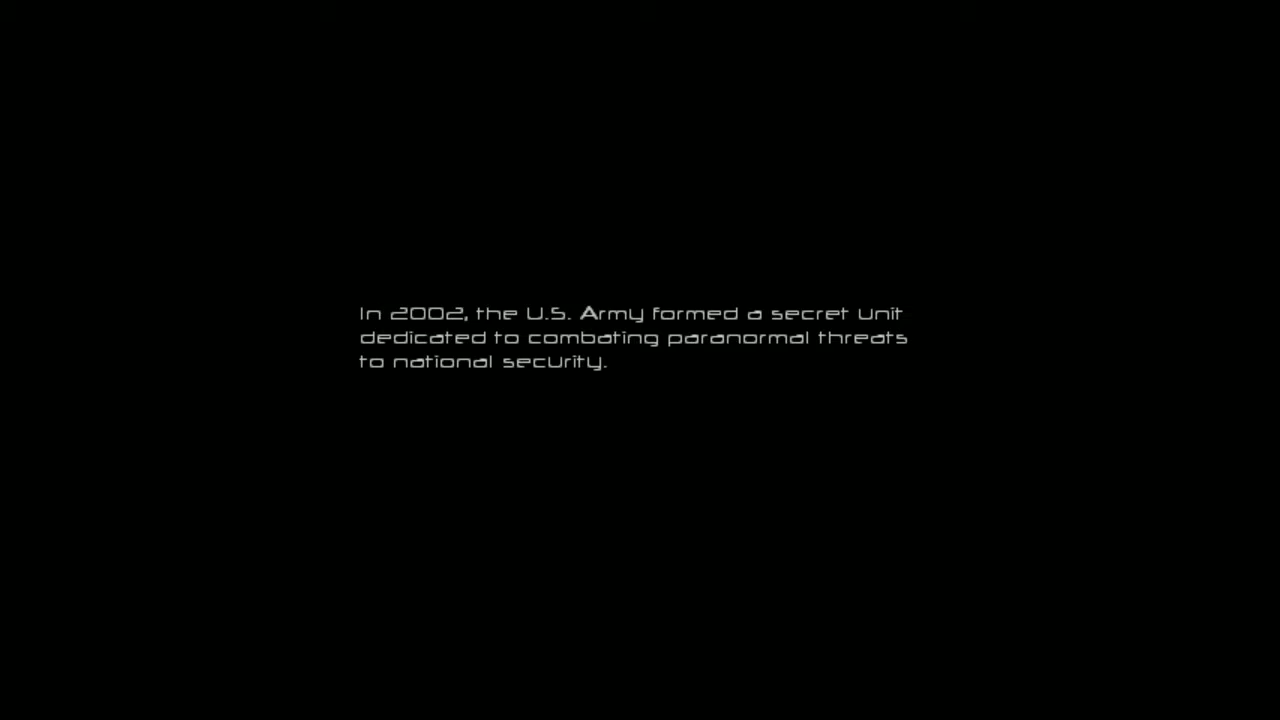 In 2002, the U.S. Army formed a secret unit
dedicated to combating paranormal threats
to national security.